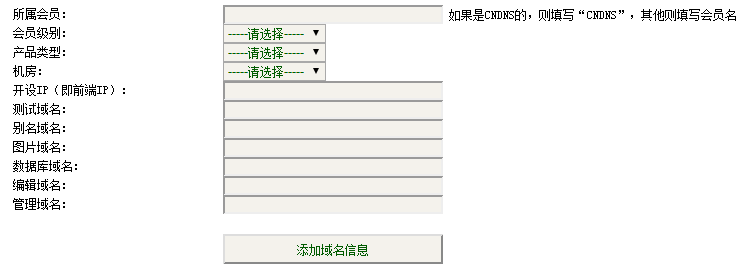 所属会员： 如果是CNDNS的，则填写“CNDNS”，其他则填写会员名
会员级别： -----请选择-----
产品类型： -----请选择-----
机房： -----请选择-----
开设IP（即前端IP）：
测试域名：
别名域名：
图片域名：
数据库域名：
编辑域名：
管理域名：
添加域名信息